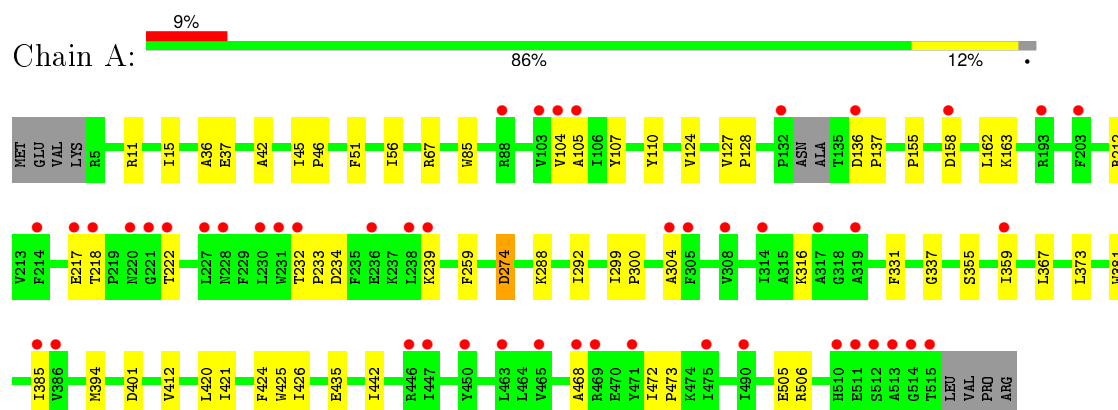 9%
Chain A:
86% 12% •
MET GLU VAL LYS R5 R11 I15 A36 E37 A42 I45 P46 F51 I56 R67 W85 R88 V103 V104 A105 I106 Y107 Y110 V124 V127 P128 P132 ASN ALA T135 D136 P137 P155 D158 L162 K163 R193 F203
V213 F214 E217 T218 P219 N220 G221 T222 L227 N228 F229 L230 W231 T232 P233 D234 F235 E236 K237 L238 K239 F259 D274 K288 I292 I299 P300 A304 F305 V308 I314 A315 K316 A317 G318 A319 F331 G337 S355 I359 L367 L373
I385 V386 M394 D401 V412 L420 I421 F424 W425 I426 E435 I442 R446 I447 Y450 L463 L464 V465 A468 R469 E470 Y471 I472 P473 K474 I475 I490 E505 R506 H510 E511 S512 A513 G514 T515 LEU VAL PRO ARG